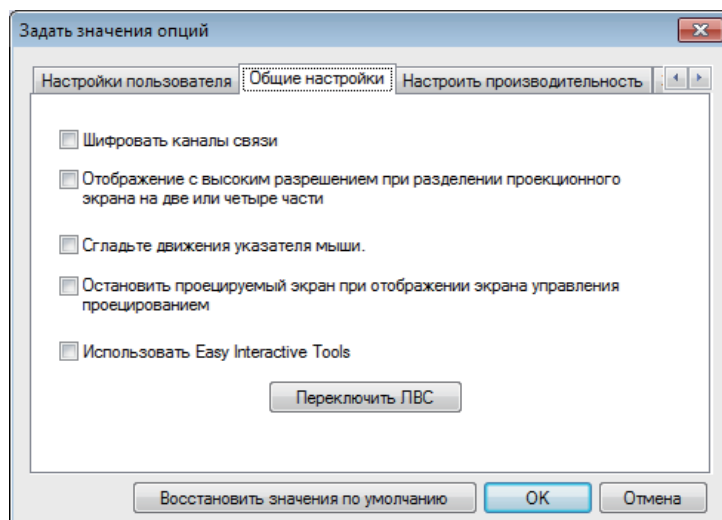 Задать значения опций
Настройки пользователя Общие настройки Настроить производительность
Шифровать каналы связи
Отображение с высоким разрешением при разделении проекционного
экрана на две или четыре части
Сгладьте движения указателя мыши.
Остановить проецируемый экран при отображении экрана управления
проецированием
Использовать Easy Interactive Tools
Переключить ЛВС
Восстановить значения по умолчанию OK Отмена